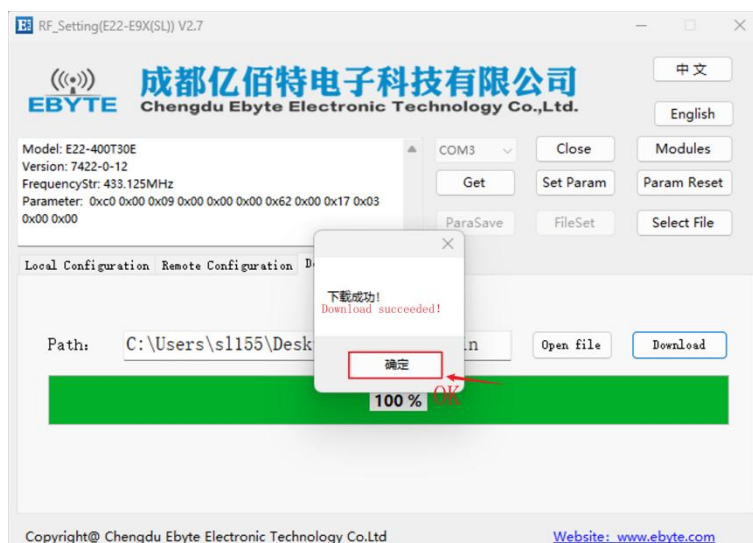 RF_Setting(E22-E9X(SL)) V2.7
EBYTE
成都亿佰特电子科技有限公司
Chengdu Ebyte Electronic Technology Co.,Ltd.
中文
English
Model: E22-400T30E
Version: 7422-0-12
FrequencyStr: 433.125MHz
Parameter: 0xc0 0x00 0x09 0x00 0x00 0x00 0x62 0x00 0x17 0x03
0x00 0x00
COM3
Close
Modules
Get
Set Param
Param Reset
ParaSave
FileSet
Select File
Local Configuration
Remote Configuration
D
下载成功!
Download succeeded!
确定
OK
Path:
C:\Users\sl155\Desk
n
Open file
Download
100 %
Copyright@ Chengdu Ebyte Electronic Technology Co.Ltd
Website: www.ebyte.com